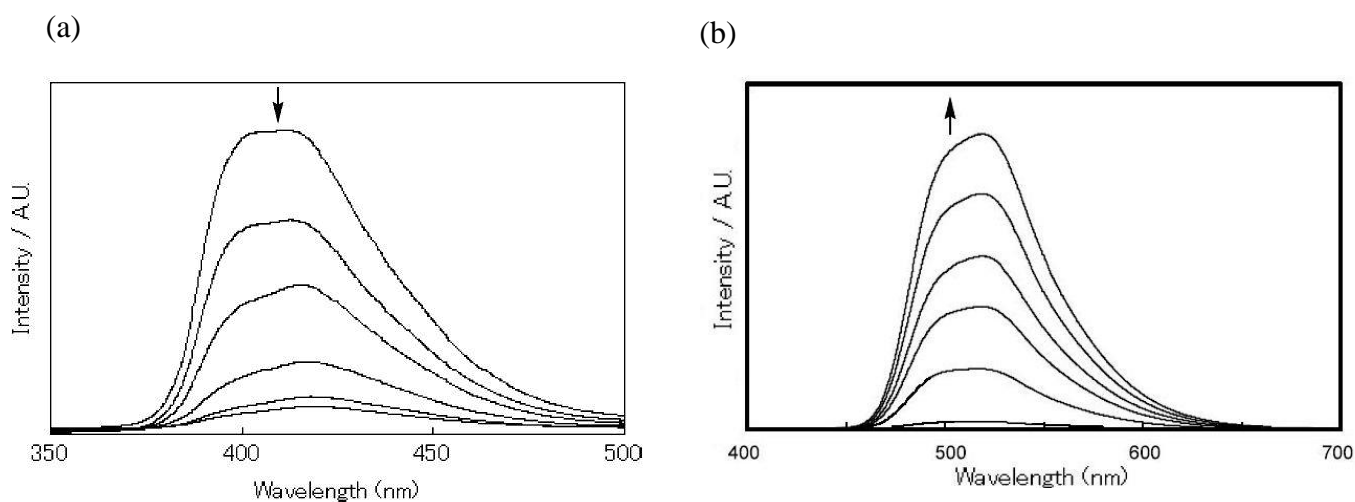 (a)
Intensity / A.U.
350 400 450 500
Wavelength (nm)
(b)
Intensity / A.U.
400 500 600 700
Wavelength (nm)